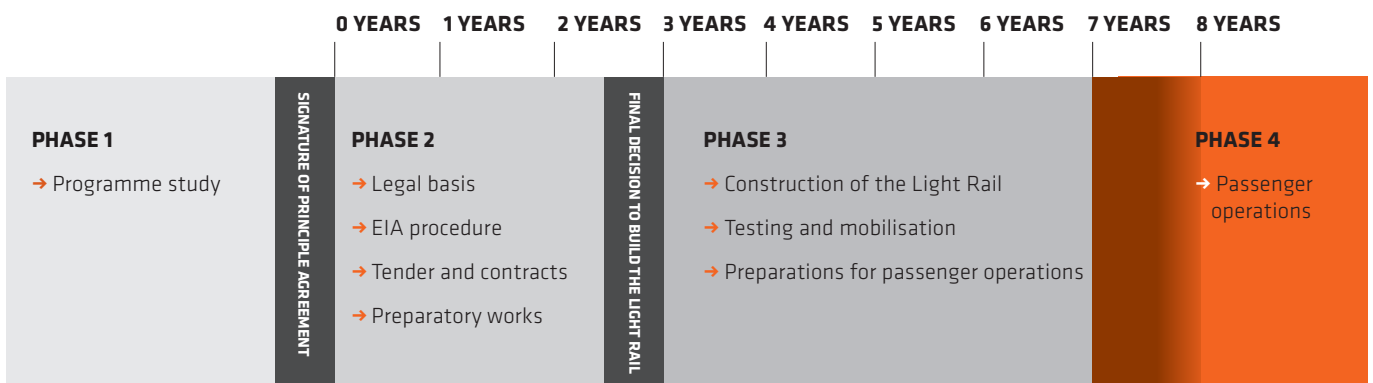 0 YEARS 1 YEARS 2 YEARS 3 YEARS 4 YEARS 5 YEARS 6 YEARS 7 YEARS 8 YEARS
PHASE 1
→ Programme study
SIGNATURE OF PRINCIPLE AGREEMENT
PHASE 2
→ Legal basis
→ EIA procedure
→ Tender and contracts
→ Preparatory works
FINAL DECISION TO BUILD THE LIGHT RAIL
PHASE 3
→ Construction of the Light Rail
→ Testing and mobilisation
→ Preparations for passenger operations
PHASE 4
→ Passenger
operations